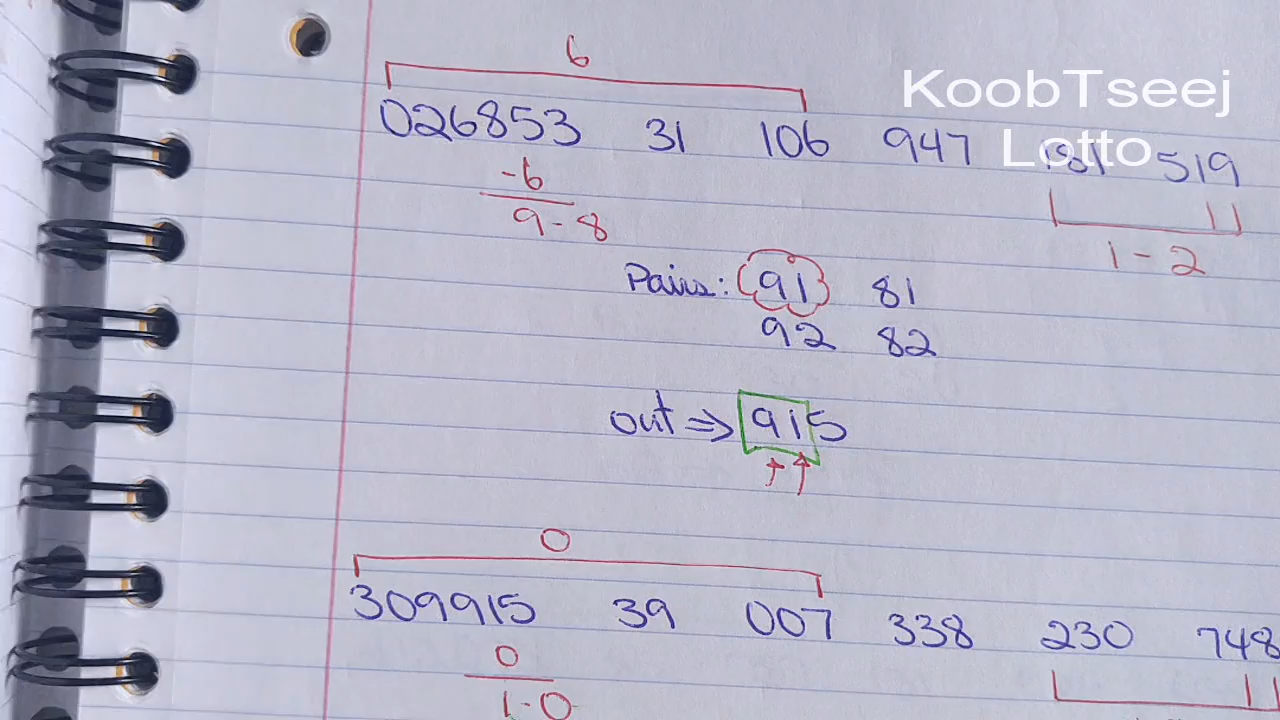 6
KoobTseej
Lotto
026853 31 106 947 519
-6
9-8
1-2
Pairs: 91 81
92 82
out ⇒ 915
0
309915 39 007 338 230 748
0
1-0